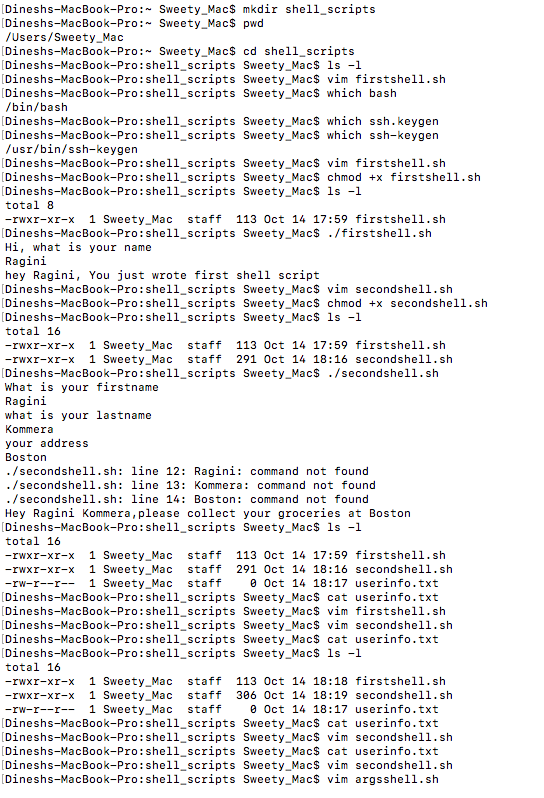 [Dineshs-MacBook-Pro:~ Sweety_Mac$ mkdir shell_scripts
[Dineshs-MacBook-Pro:~ Sweety_Mac$ pwd
/Users/Sweety_Mac
[Dineshs-MacBook-Pro:~ Sweety_Mac$ cd shell_scripts
[Dineshs-MacBook-Pro:shell_scripts Sweety_Mac$ ls -l
[Dineshs-MacBook-Pro:shell_scripts Sweety_Mac$ vim firstshell.sh
[Dineshs-MacBook-Pro:shell_scripts Sweety_Mac$ which bash
/bin/bash
[Dineshs-MacBook-Pro:shell_scripts Sweety_Mac$ which ssh.keygen
[Dineshs-MacBook-Pro:shell_scripts Sweety_Mac$ which ssh-keygen
/usr/bin/ssh-keygen
[Dineshs-MacBook-Pro:shell_scripts Sweety_Mac$ vim firstshell.sh
[Dineshs-MacBook-Pro:shell_scripts Sweety_Mac$ chmod +x firstshell.sh
[Dineshs-MacBook-Pro:shell_scripts Sweety_Mac$ ls -l
total 8
-rwxr-xr-x  1 Sweety_Mac  staff  113 Oct 14 17:59 firstshell.sh
[Dineshs-MacBook-Pro:shell_scripts Sweety_Mac$ ./firstshell.sh
Hi, what is your name
Ragini
hey Ragini, You just wrote first shell script
[Dineshs-MacBook-Pro:shell_scripts Sweety_Mac$ vim secondshell.sh
[Dineshs-MacBook-Pro:shell_scripts Sweety_Mac$ chmod +x secondshell.sh
[Dineshs-MacBook-Pro:shell_scripts Sweety_Mac$ ls -l
total 16
-rwxr-xr-x  1 Sweety_Mac  staff  113 Oct 14 17:59 firstshell.sh
-rwxr-xr-x  1 Sweety_Mac  staff  291 Oct 14 18:16 secondshell.sh
[Dineshs-MacBook-Pro:shell_scripts Sweety_Mac$ ./secondshell.sh
What is your firstname
Ragini
what is your lastname
Kommera
your address
Boston
./secondshell.sh: line 12: Ragini: command not found
./secondshell.sh: line 13: Kommera: command not found
./secondshell.sh: line 14: Boston: command not found
Hey Ragini Kommera,please collect your groceries at Boston
[Dineshs-MacBook-Pro:shell_scripts Sweety_Mac$ ls -l
total 16
-rwxr-xr-x  1 Sweety_Mac  staff  113 Oct 14 17:59 firstshell.sh
-rwxr-xr-x  1 Sweety_Mac  staff  291 Oct 14 18:16 secondshell.sh
-rw-r--r--  1 Sweety_Mac  staff    0 Oct 14 18:17 userinfo.txt
[Dineshs-MacBook-Pro:shell_scripts Sweety_Mac$ cat userinfo.txt
[Dineshs-MacBook-Pro:shell_scripts Sweety_Mac$ vim firstshell.sh
[Dineshs-MacBook-Pro:shell_scripts Sweety_Mac$ vim secondshell.sh
[Dineshs-MacBook-Pro:shell_scripts Sweety_Mac$ cat userinfo.txt
[Dineshs-MacBook-Pro:shell_scripts Sweety_Mac$ ls -l
total 16
-rwxr-xr-x  1 Sweety_Mac  staff  113 Oct 14 18:18 firstshell.sh
-rwxr-xr-x  1 Sweety_Mac  staff  306 Oct 14 18:19 secondshell.sh
-rw-r--r--  1 Sweety_Mac  staff    0 Oct 14 18:17 userinfo.txt
[Dineshs-MacBook-Pro:shell_scripts Sweety_Mac$ cat userinfo.txt
[Dineshs-MacBook-Pro:shell_scripts Sweety_Mac$ vim secondshell.sh
[Dineshs-MacBook-Pro:shell_scripts Sweety_Mac$ cat userinfo.txt
[Dineshs-MacBook-Pro:shell_scripts Sweety_Mac$ vim secondshell.sh
[Dineshs-MacBook-Pro:shell_scripts Sweety_Mac$ vim argsshell.sh